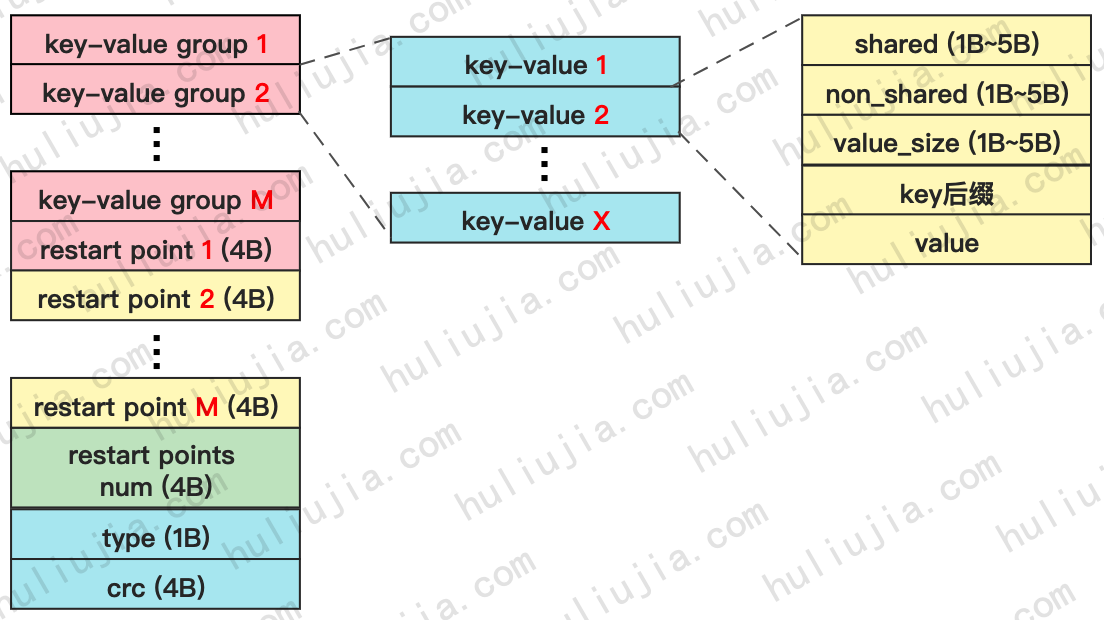 key-value group 1
key-value group 2
key-value group M
restart point 1 (4B)
restart point 2 (4B)
restart point M (4B)
restart points
num (4B)
type (1B)
crc (4B)
key-value 1
key-value 2
key-value X
shared (1B~5B)
non_shared (1B~5B)
value_size (1B~5B)
key后缀
value
huliujia.com